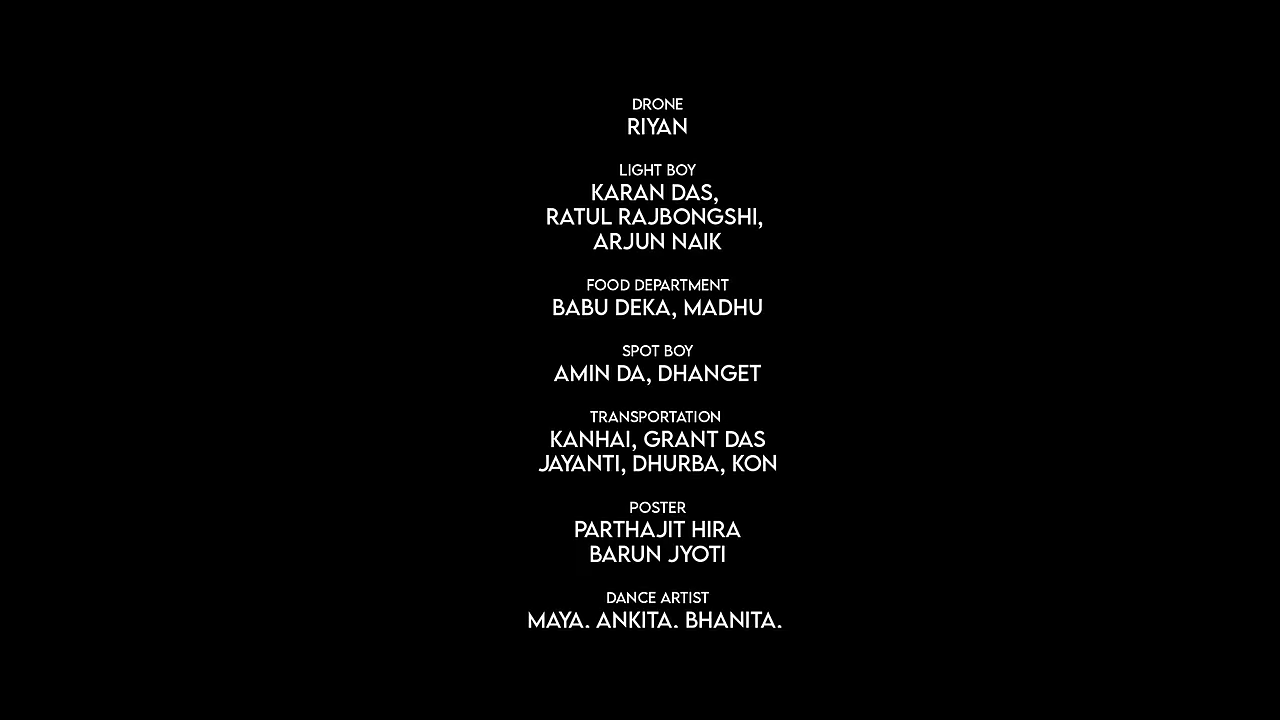 DRONE
RIYAN
LIGHT BOY
KARAN DAS,
RATUL RAJBONGSHI,
ARJUN NAIK
FOOD DEPARTMENT
BABU DEKA, MADHU
SPOT BOY
AMIN DA, DHANGET
TRANSPORTATION
KANHAI, GRANT DAS
JAYANTI, DHURBA, KON
POSTER
PARTHAJIT HIRA
BARUN JYOTI
DANCE ARTIST
MAYA. ANKITA. BHANITA.